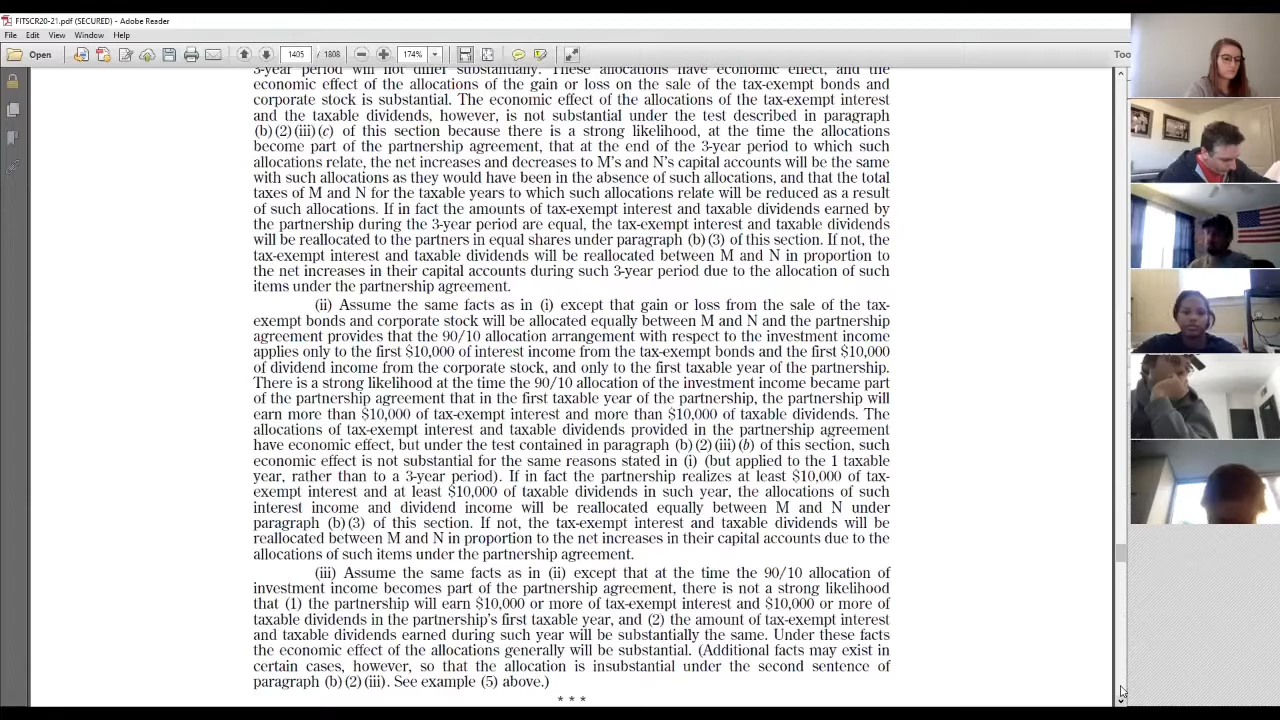 FITSCR20-21.pdf (SECURED) - Adobe Reader
File Edit View Window Help
Open 1405 / 1808 174% Too
3-year period will not differ substantially. These allocations have economic effect, and the
economic effect of the allocations of the gain or loss on the sale of the tax-exempt bonds and
corporate stock is substantial. The economic effect of the allocations of the tax-exempt interest
and the taxable dividends, however, is not substantial under the test described in paragraph
(b)(2)(iii)(c) of this section because there is a strong likelihood, at the time the allocations
become part of the partnership agreement, that at the end of the 3-year period to which such
allocations relate, the net increases and decreases to M's and N's capital accounts will be the same
with such allocations as they would have been in the absence of such allocations, and that the total
taxes of M and N for the taxable years to which such allocations relate will be reduced as a result
of such allocations. If in fact the amounts of tax-exempt interest and taxable dividends earned by
the partnership during the 3-year period are equal, the tax-exempt interest and taxable dividends
will be reallocated to the partners in equal shares under paragraph (b)(3) of this section. If not, the
tax-exempt interest and taxable dividends will be reallocated between M and N in proportion to
the net increases in their capital accounts during such 3-year period due to the allocation of such
items under the partnership agreement.
(ii) Assume the same facts as in (i) except that gain or loss from the sale of the tax-
exempt bonds and corporate stock will be allocated equally between M and N and the partnership
agreement provides that the 90/10 allocation arrangement with respect to the investment income
applies only to the first $10,000 of interest income from the tax-exempt bonds and the first $10,000
of dividend income from the corporate stock, and only to the first taxable year of the partnership.
There is a strong likelihood at the time the 90/10 allocation of the investment income became part
of the partnership agreement that in the first taxable year of the partnership, the partnership will
earn more than $10,000 of tax-exempt interest and more than $10,000 of taxable dividends. The
allocations of tax-exempt interest and taxable dividends provided in the partnership agreement
have economic effect, but under the test contained in paragraph (b)(2)(iii)(b) of this section, such
economic effect is not substantial for the same reasons stated in (i) (but applied to the 1 taxable
year, rather than to a 3-year period). If in fact the partnership realizes at least $10,000 of tax-
exempt interest and at least $10,000 of taxable dividends in such year, the allocations of such
interest income and dividend income will be reallocated equally between M and N under
paragraph (b)(3) of this section. If not, the tax-exempt interest and taxable dividends will be
reallocated between M and N in proportion to the net increases in their capital accounts due to the
allocations of such items under the partnership agreement.
(iii) Assume the same facts as in (ii) except that at the time the 90/10 allocation of
investment income becomes part of the partnership agreement, there is not a strong likelihood
that (1) the partnership will earn $10,000 or more of tax-exempt interest and $10,000 or more of
taxable dividends in the partnership's first taxable year, and (2) the amount of tax-exempt interest
and taxable dividends earned during such year will be substantially the same. Under these facts
the economic effect of the allocations generally will be substantial. (Additional facts may exist in
certain cases, however, so that the allocation is insubstantial under the second sentence of
paragraph (b)(2)(iii). See example (5) above.)
* * *